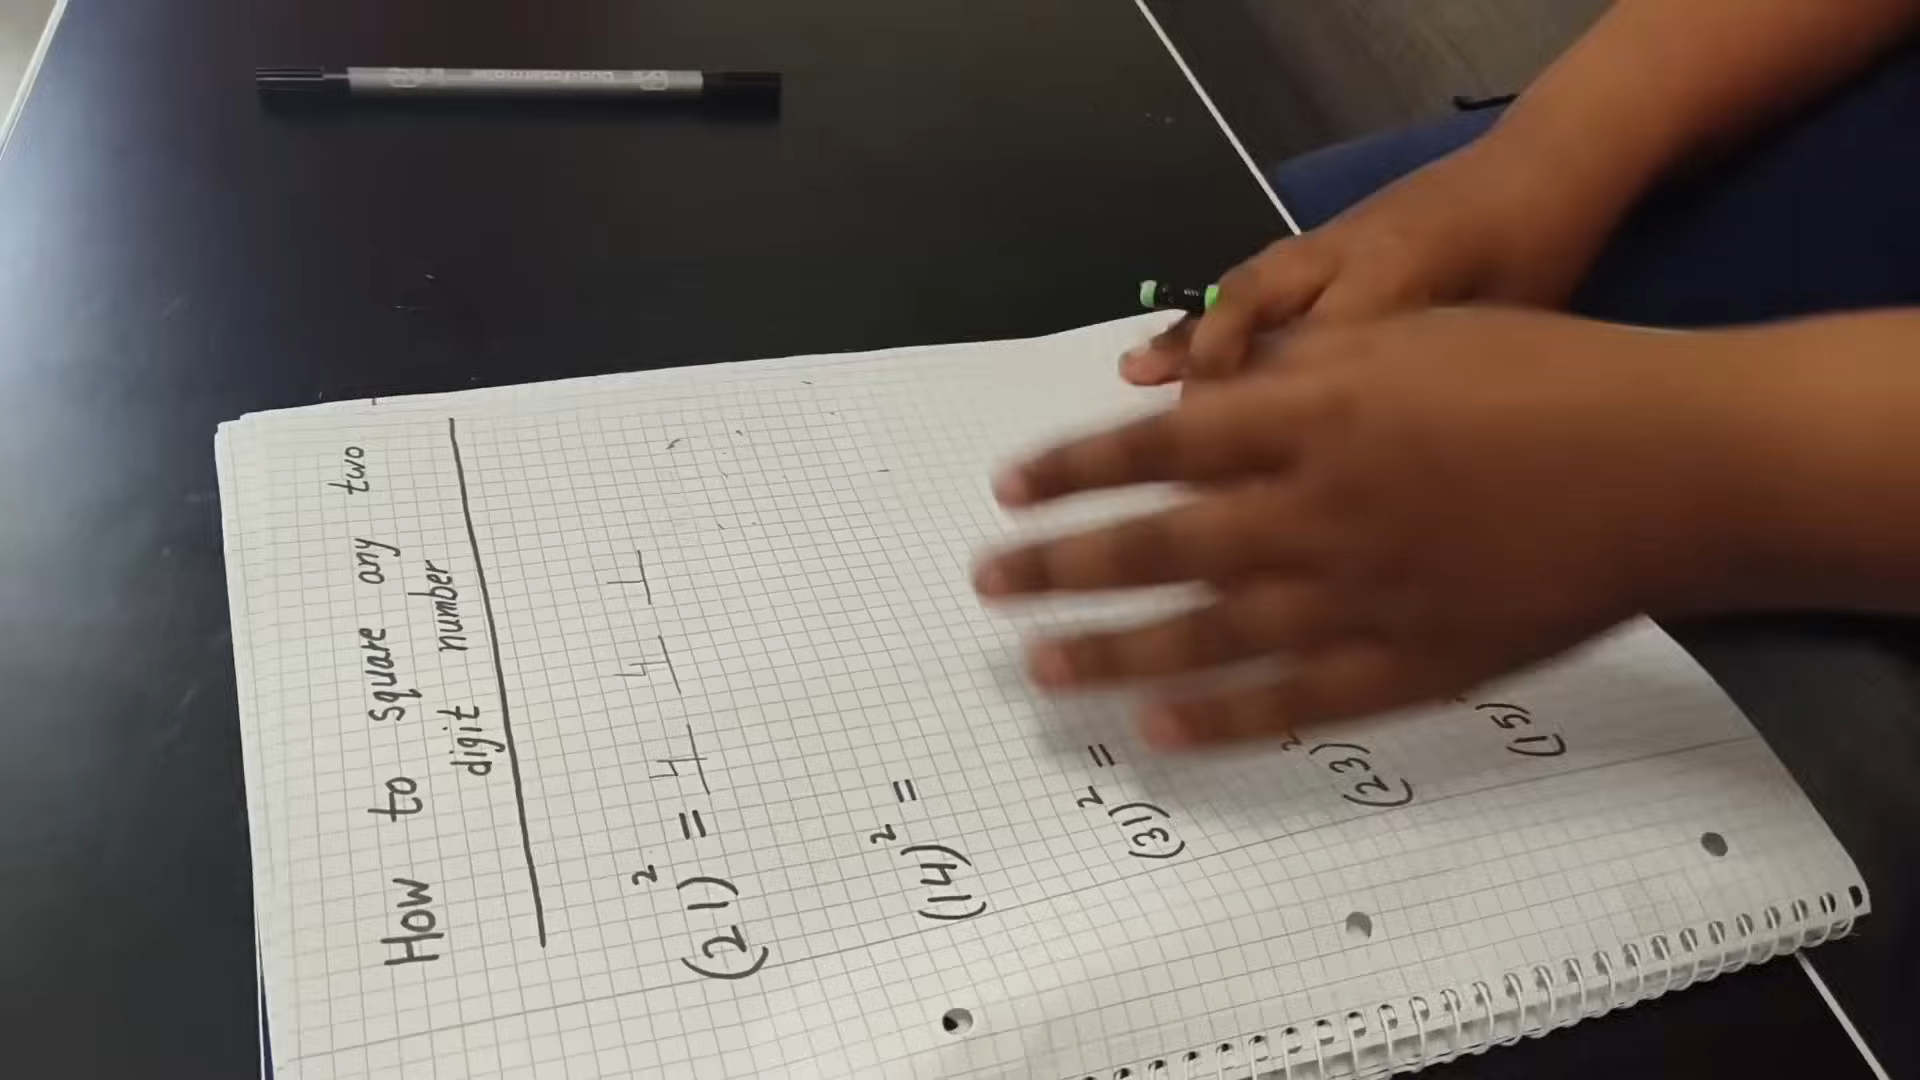 How to square any two
digit number
(21)² = 4 4 1
(14)² =
(31)² =
(23)²
(15)